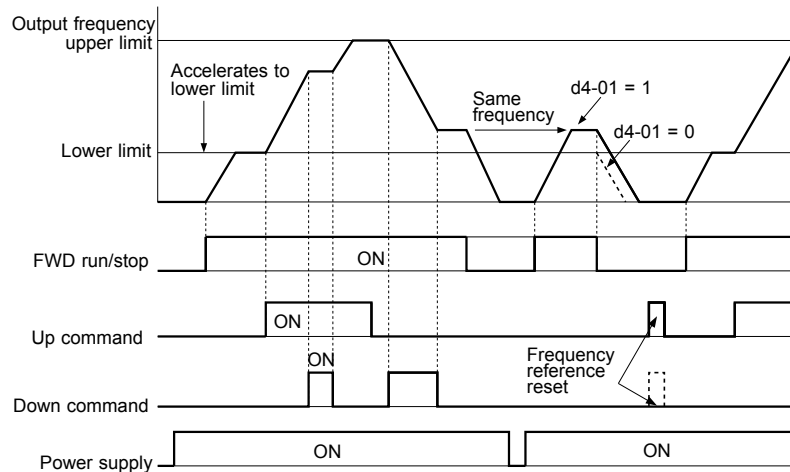 Output frequency
upper limit
Accelerates to
lower limit
Same
frequency
d4-01 = 1
d4-01 = 0
Lower limit
FWD run/stop
ON
Up command
ON
ON
Frequency
reference
reset
Down command
Power supply
ON
ON